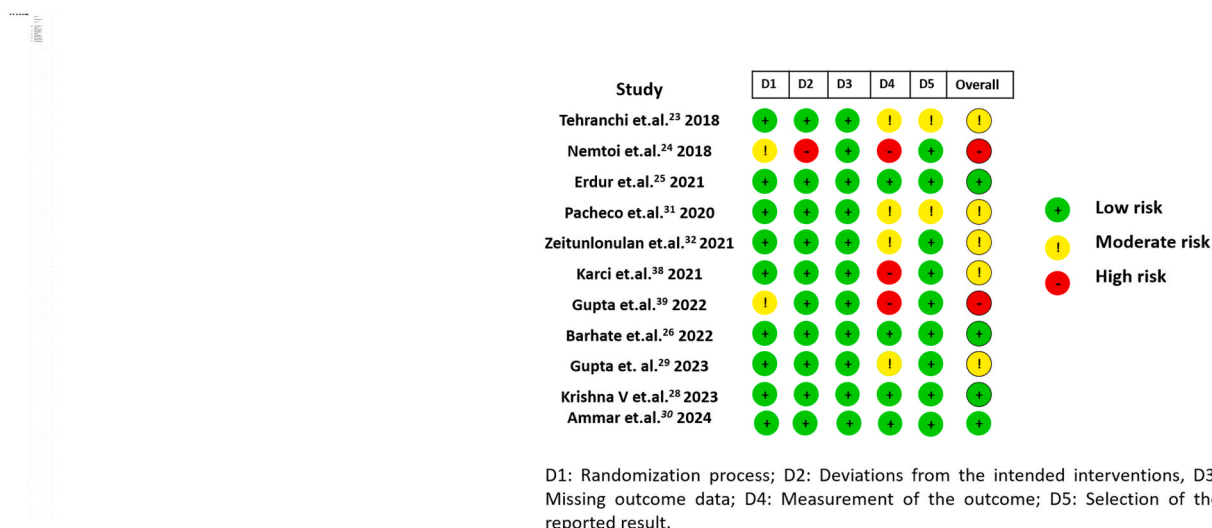 D1 D2 D3 D4 D5 Overall
Study
Tehranchi et.al.²³ 2018 + + + ! ! !
Nemtoi et.al.²⁴ 2018 ! - + - + -
Erdur et.al.²⁵ 2021 + + + + + +
Pacheco et.al.³¹ 2020 + + + ! ! !
Zeitunlonulan et.al.³² 2021 + + + ! + !
Karci et.al.³⁸ 2021 + + + - + !
Gupta et.al.³⁹ 2022 ! + + - + -
Barhate et.al.²⁶ 2022 + + + + + +
Gupta et. al.²⁹ 2023 + + + ! + !
Krishna V et.al.²⁸ 2023 + + + + + +
Ammar et.al.³⁰ 2024 + + + + + +
+ Low risk
! Moderate risk
- High risk
D1: Randomization process; D2: Deviations from the intended interventions, D3
Missing outcome data; D4: Measurement of the outcome; D5: Selection of the
reported result.